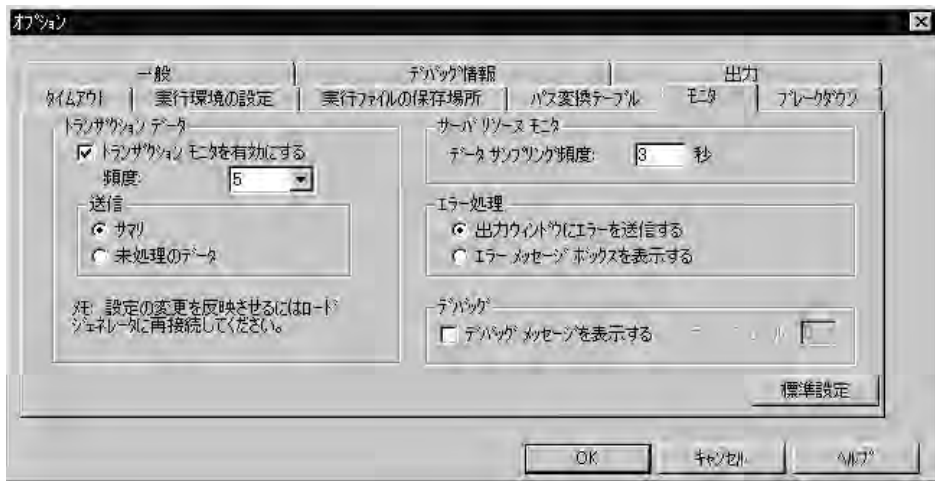 オプション
一般
デバッグ情報
出力
タイムアウト
実行環境の設定
実行ファイルの保存場所
パス変換テーブル
モニタ
ブレークダウン
トランザクション データ
トランザクション モニタを有効にする
頻度:
5
送信
サマリ
未処理のデータ
メモ: 設定の変更を反映させるにはロード
ジェネレータに再接続してください。
サーバ リソース モニタ
データ サンプリング頻度: 3 秒
エラー処理
出力ウィンドウにエラーを送信する
エラー メッセージ ボックスを表示する
デバッグ
デバッグ メッセージを表示する
標準設定
OK
キャンセル
ヘルプ